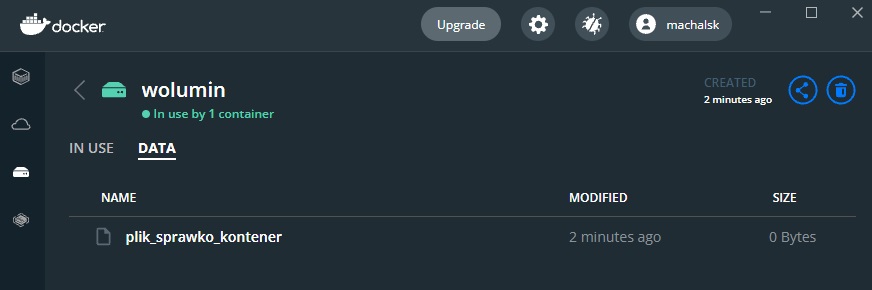 docker
Upgrade
machalsk
wolumin
In use by 1 container
CREATED
2 minutes ago
IN USE
DATA
NAME
MODIFIED
SIZE
plik_sprawko_kontener
2 minutes ago
0 Bytes